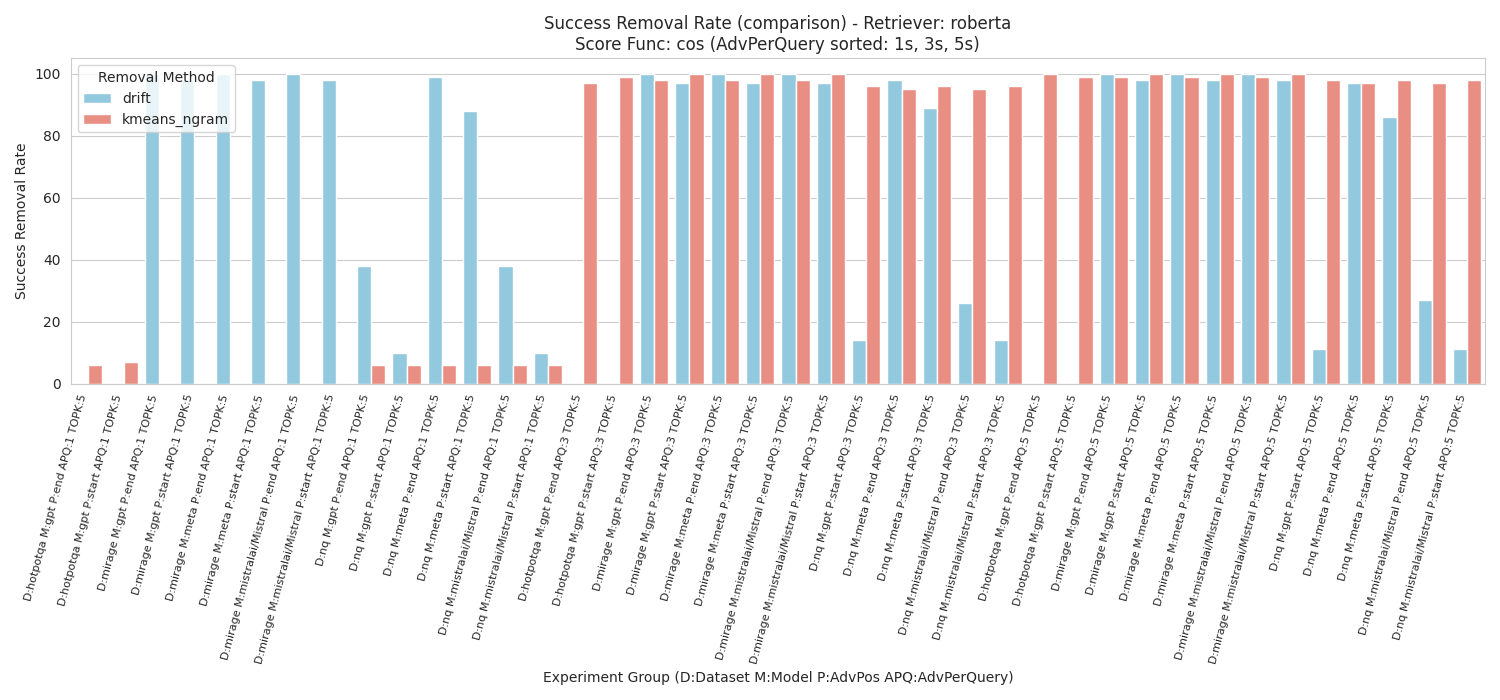 Success Removal Rate (comparison) - Retriever: roberta
Score Func: cos (AdvPerQuery sorted: 1s, 3s, 5s)
Removal Method
drift
kmeans_ngram
Success Removal Rate
100
80
60
40
20
0
D:hotpotqa M:gpt P:end APQ:1 TOPK:5
D:hotpotqa M:gpt P:start APQ:1 TOPK:5
D:mirage M:gpt P:end APQ:1 TOPK:5
D:mirage M:gpt P:start APQ:1 TOPK:5
D:mirage M:meta P:end APQ:1 TOPK:5
D:mirage M:meta P:start APQ:1 TOPK:5
D:mirage M:mistralai/Mistral P:end APQ:1 TOPK:5
D:mirage M:mistralai/Mistral P:start APQ:1 TOPK:5
D:nq M:gpt P:end APQ:1 TOPK:5
D:nq M:gpt P:start APQ:1 TOPK:5
D:nq M:meta P:end APQ:1 TOPK:5
D:nq M:meta P:start APQ:1 TOPK:5
D:nq M:mistralai/Mistral P:end APQ:1 TOPK:5
D:nq M:mistralai/Mistral P:start APQ:1 TOPK:5
D:hotpotqa M:gpt P:end APQ:3 TOPK:5
D:hotpotqa M:gpt P:start APQ:3 TOPK:5
D:mirage M:gpt P:end APQ:3 TOPK:5
D:mirage M:gpt P:start APQ:3 TOPK:5
D:mirage M:meta P:end APQ:3 TOPK:5
D:mirage M:meta P:start APQ:3 TOPK:5
D:mirage M:mistralai/Mistral P:end APQ:3 TOPK:5
D:mirage M:mistralai/Mistral P:start APQ:3 TOPK:5
D:nq M:gpt P:start APQ:3 TOPK:5
D:nq M:meta P:end APQ:3 TOPK:5
D:nq M:meta P:start APQ:3 TOPK:5
D:nq M:mistralai/Mistral P:end APQ:3 TOPK:5
D:nq M:mistralai/Mistral P:start APQ:3 TOPK:5
D:hotpotqa M:gpt P:end APQ:5 TOPK:5
D:hotpotqa M:gpt P:start APQ:5 TOPK:5
D:mirage M:gpt P:end APQ:5 TOPK:5
D:mirage M:gpt P:start APQ:5 TOPK:5
D:mirage M:meta P:end APQ:5 TOPK:5
D:mirage M:meta P:start APQ:5 TOPK:5
D:mirage M:mistralai/Mistral P:end APQ:5 TOPK:5
D:mirage M:mistralai/Mistral P:start APQ:5 TOPK:5
D:nq M:gpt P:start APQ:5 TOPK:5
D:nq M:meta P:end APQ:5 TOPK:5
D:nq M:meta P:start APQ:5 TOPK:5
D:nq M:mistralai/Mistral P:end APQ:5 TOPK:5
D:nq M:mistralai/Mistral P:start APQ:5 TOPK:5
Experiment Group (D:Dataset M:Model P:AdvPos APQ:AdvPerQuery)